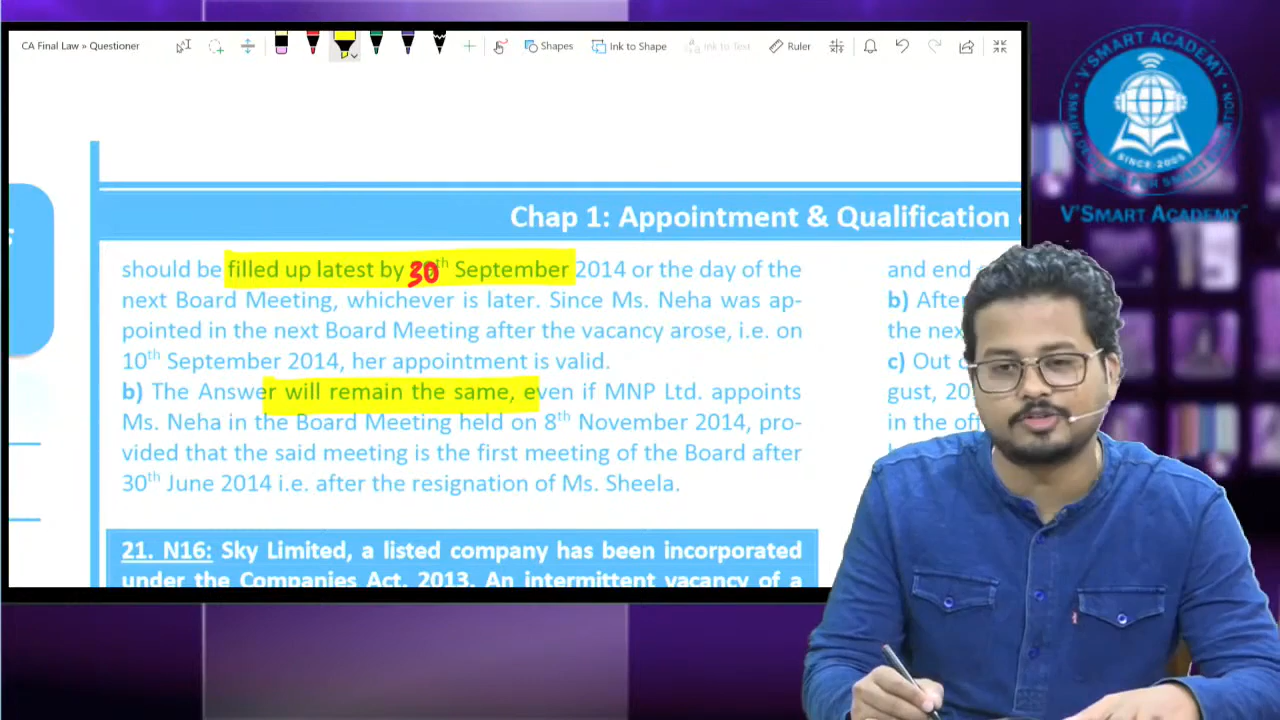 CA Final Law » Questioner
Shapes
Ink to Shape
Ink to Text
Ruler
V'SMART ACADEMY
SINCE-2005
V'SMART ACADEMY
Chap 1: Appointment & Qualification
should be filled up latest by 30th September 2014 or the day of the
next Board Meeting, whichever is later. Since Ms. Neha was ap-
pointed in the next Board Meeting after the vacancy arose, i.e. on
10th September 2014, her appointment is valid.
b) The Answer will remain the same, even if MNP Ltd. appoints
Ms. Neha in the Board Meeting held on 8th November 2014, pro-
vided that the said meeting is the first meeting of the Board after
30th June 2014 i.e. after the resignation of Ms. Sheela.
21. N16: Sky Limited, a listed company has been incorporated
under the Companies Act, 2013. An intermittent vacancy of a
and end
b) After
the nex
c) Out
gust, 20
in the off